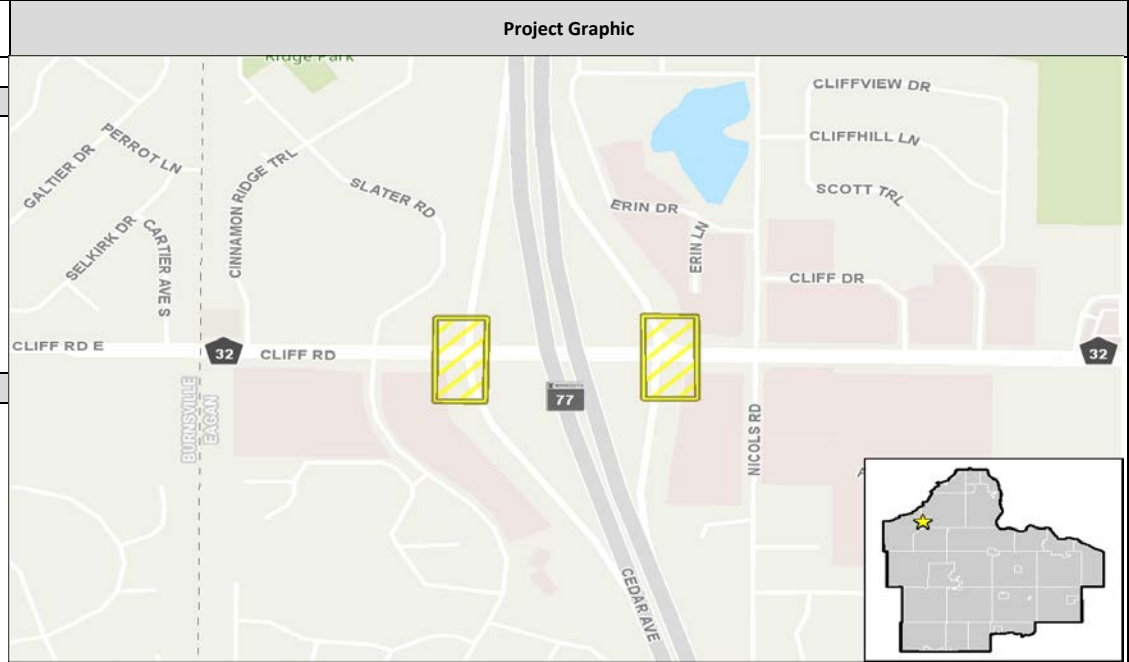 Project Graphic
Ridge Park
CLIFFVIEW DR
PERROT LN
CLIFFHILL LN
GALTIER DR
CINNAMON RIDGE TRL
SLATER RD
SCOTT TRL
ERIN DR
SELKIRK DR
CARTIER AVE S
ERIN LN
CLIFF DR
CLIFF RD E
32
CLIFF RD
32
77
BURNSVILLE
EAGAN
NICOLS RD
A
CEDAR AVE